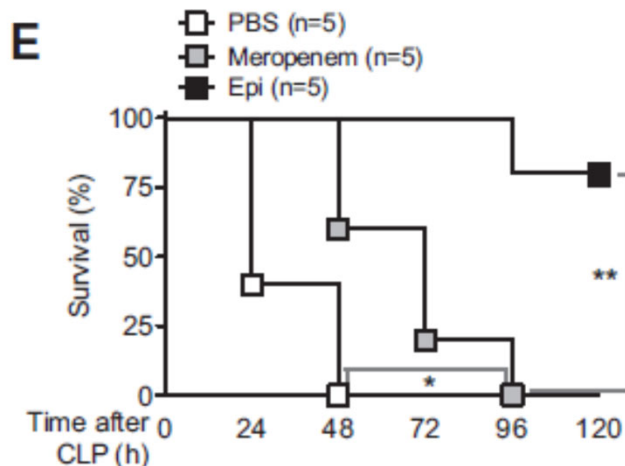 E
PBS (n=5)
Meropenem (n=5)
Epi (n=5)
Survival (%)
100
75
50
25
0
**
*
Time after
CLP (h)
0 24 48 72 96 120